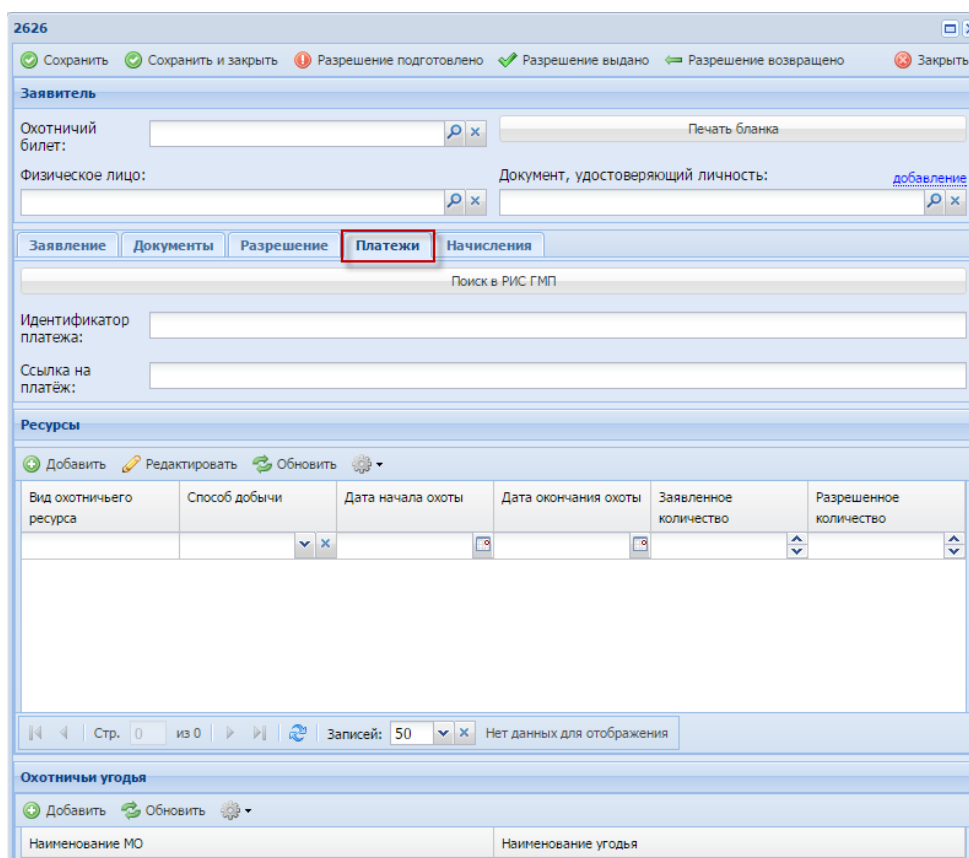 2626
Сохранить Сохранить и закрыть Разрешение подготовлено Разрешение выдано Разрешение возвращено Закрыть
Заявитель
Охотничий билет: Печать бланка
Физическое лицо: Документ, удостоверяющий личность: добавление
Заявление Документы Разрешение Платежи Начисления
Поиск в РИС ГМП
Идентификатор
платежа:
Ссылка на
платёж:
Ресурсы
Добавить Редактировать Обновить
Вид охотничьего ресурса Способ добычи Дата начала охоты Дата окончания охоты Заявленное количество Разрешенное количество
Стр. 0 из 0 Записей: 50 Нет данных для отображения
Охотничьи угодья
Добавить Обновить
Наименование МО Наименование угодья